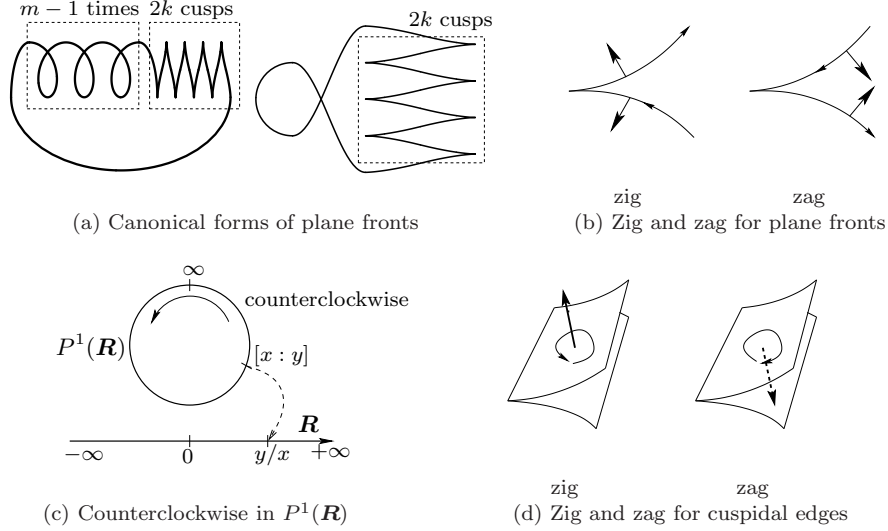 m − 1 times 2k cusps
2k cusps
zig zag
(a) Canonical forms of plane fronts
(b) Zig and zag for plane fronts
∞
counterclockwise
P¹(R)
[x : y]
R
−∞ 0 y/x +∞
zig zag
(c) Counterclockwise in P¹(R)
(d) Zig and zag for cuspidal edges